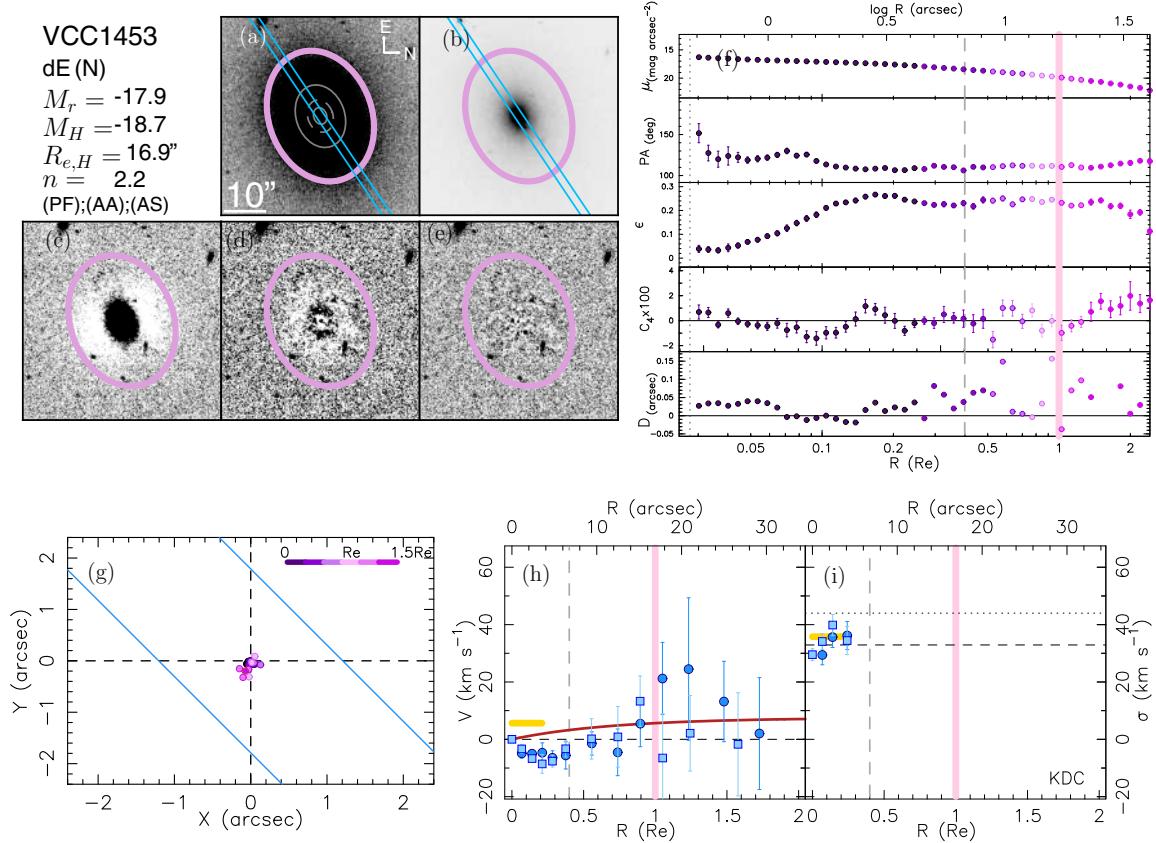 VCC1453
dE (N)
M_r = -17.9
M_H = -18.7
R_e,H = 16.9"
n = 2.2
(PF);(AA);(AS)
(a)
E
N
10"
(b)
(c)
(d)
(e)
log R (arcsec)
0 0.5 1 1.5
μ_r (mag arcsec^-2)
15
20
(f)
PA (deg)
150
100
ϵ
0.3
0.2
0.1
0
C_4x100
4
2
0
−2
D (arcsec)
0.15
0.1
0.05
0
−0.05
0.05 0.1 0.2 0.5 1 2
R (Re)
(g)
0 Re 1.5Re
Y (arcsec)
2
1
0
−1
−2
−2 −1 0 1 2
X (arcsec)
R (arcsec)
0 10 20 30
(h)
V (km s^-1)
60
40
20
0
−20
0 0.5 1 1.5 2
R (Re)
R (arcsec)
0 10 20 30
(i)
σ (km s^-1)
60
40
20
0
−20
KDC
0 0.5 1 1.5 2
R (Re)